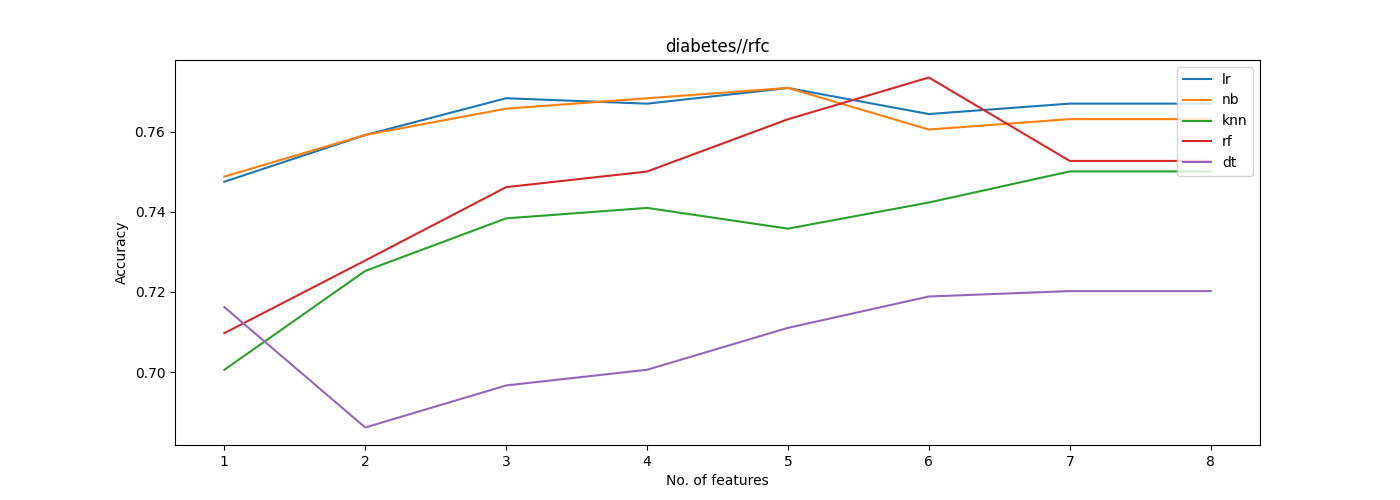 diabetes//rfc
lr
nb
knn
rf
dt
0.76
0.74
0.72
0.70
Accuracy
1 2 3 4 5 6 7 8
No. of features